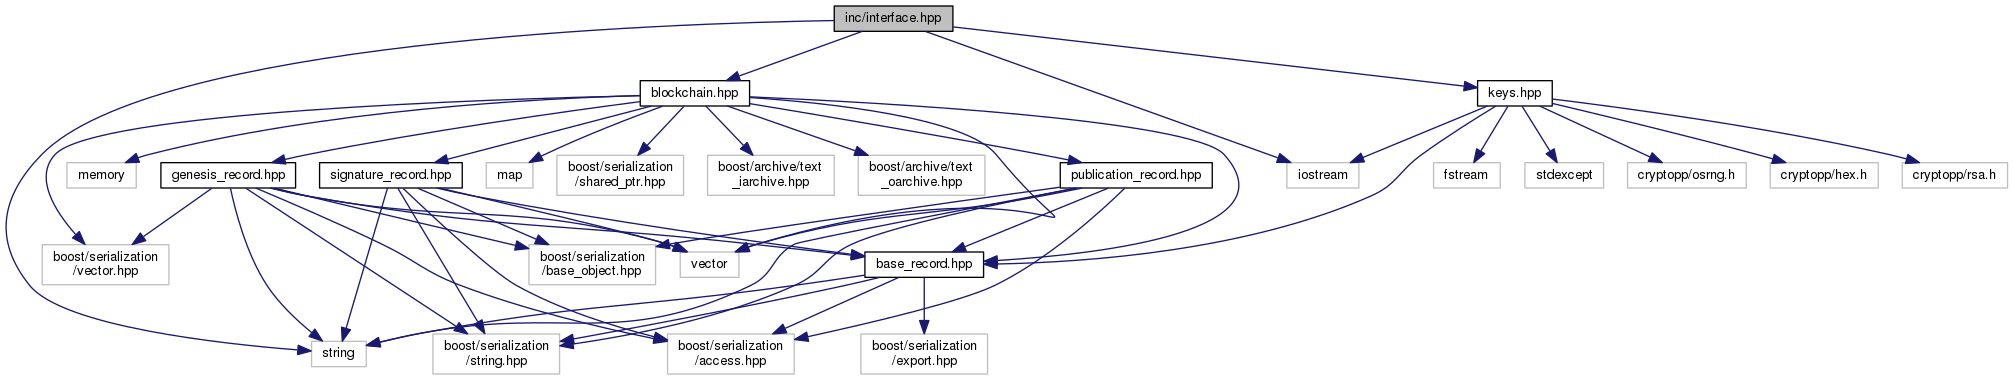 inc/interface.hpp
blockchain.hpp
keys.hpp
memory
genesis_record.hpp
signature_record.hpp
map
boost/serialization
/shared_ptr.hpp
boost/archive/text
_iarchive.hpp
boost/archive/text
_oarchive.hpp
publication_record.hpp
iostream
fstream
stdexcept
cryptopp/osrng.h
cryptopp/hex.h
cryptopp/rsa.h
boost/serialization
/vector.hpp
boost/serialization
/base_object.hpp
vector
base_record.hpp
string
boost/serialization
/string.hpp
boost/serialization
/access.hpp
boost/serialization
/export.hpp